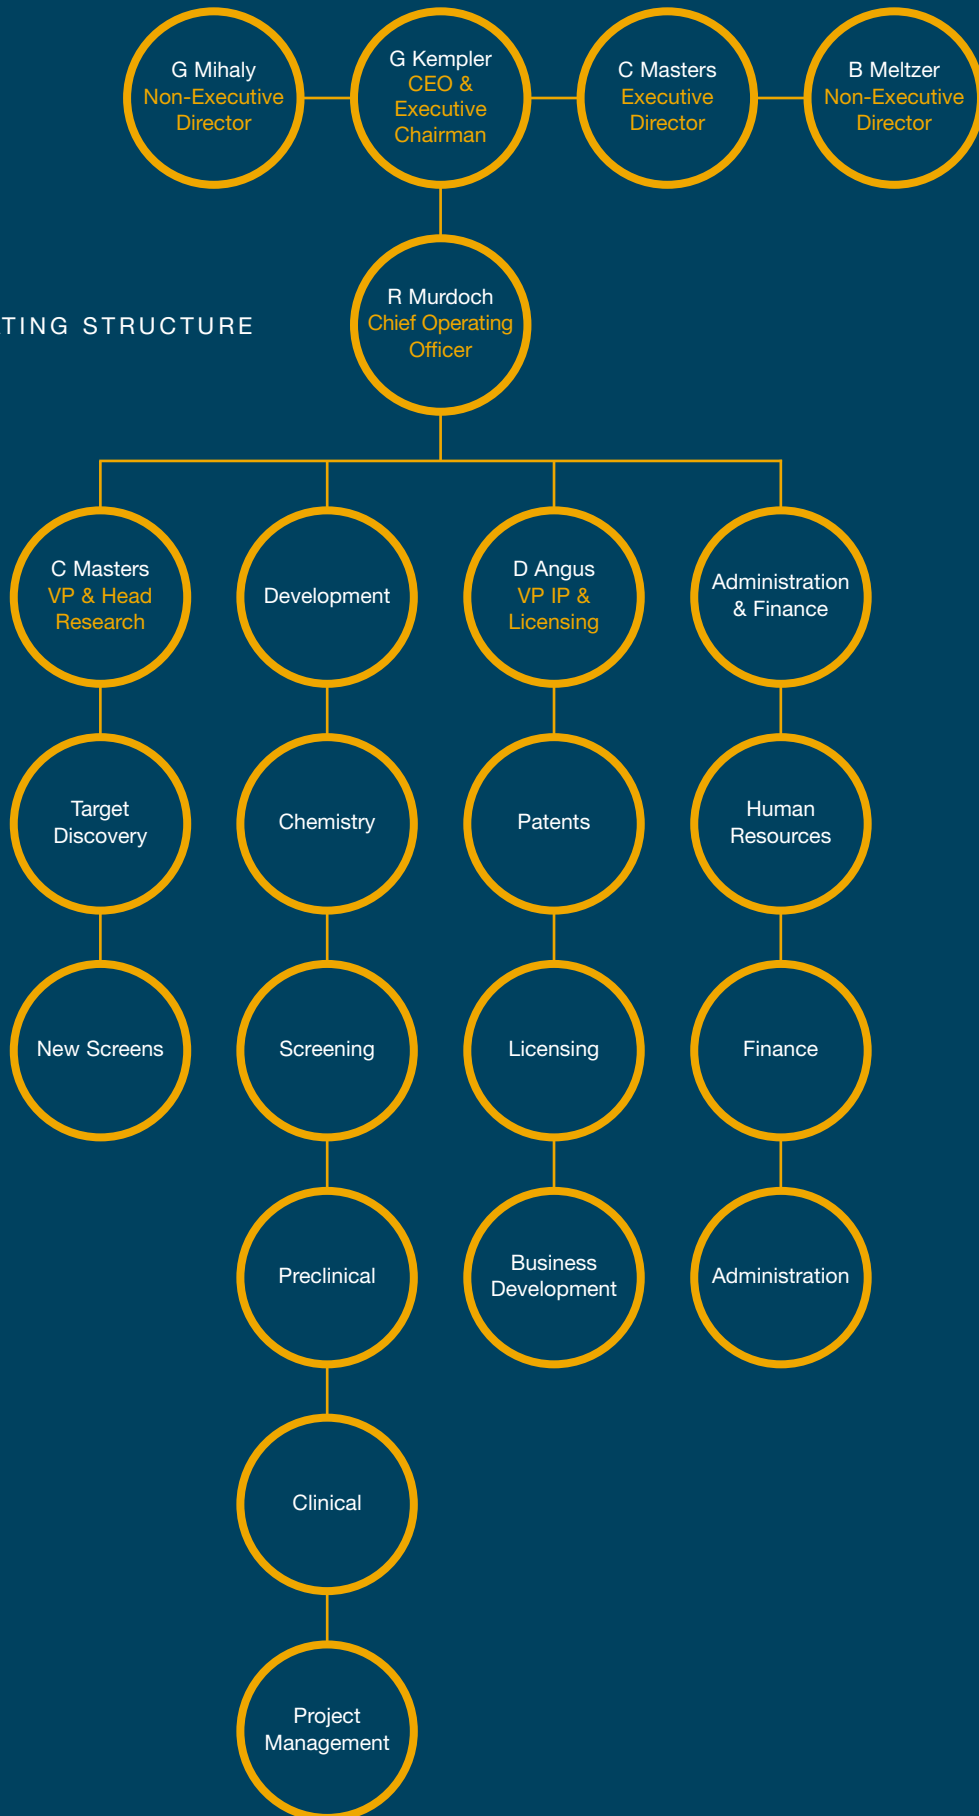 G Mihaly
Non-Executive
Director
G Kempler
CEO &
Executive
Chairman
C Masters
Executive
Director
B Meltzer
Non-Executive
Director
R Murdoch
Chief Operating
Officer
TING STRUCTURE
C Masters
VP & Head
Research
Development
D Angus
VP IP &
Licensing
Administration
& Finance
Target
Discovery
Chemistry
Patents
Human
Resources
New Screens
Screening
Licensing
Finance
Preclinical
Business
Development
Administration
Clinical
Project
Management